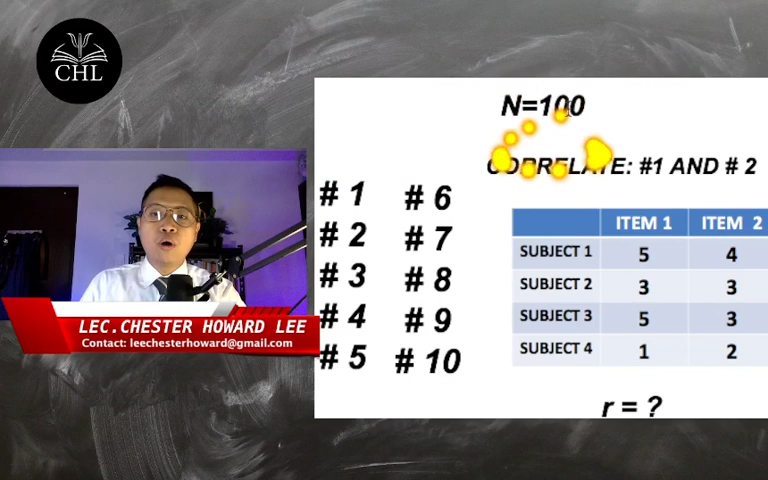 CHL
LEC.CHESTER HOWARD LEE
Contact: leechesterhoward@gmail.com
# 1
# 2
# 3
# 4
# 5
# 6
# 7
# 8
# 9
# 10
N=100
CORRELATE: #1 AND # 2
ITEM 1 ITEM 2
SUBJECT 1 5 4
SUBJECT 2 3 3
SUBJECT 3 5 3
SUBJECT 4 1 2
r = ?